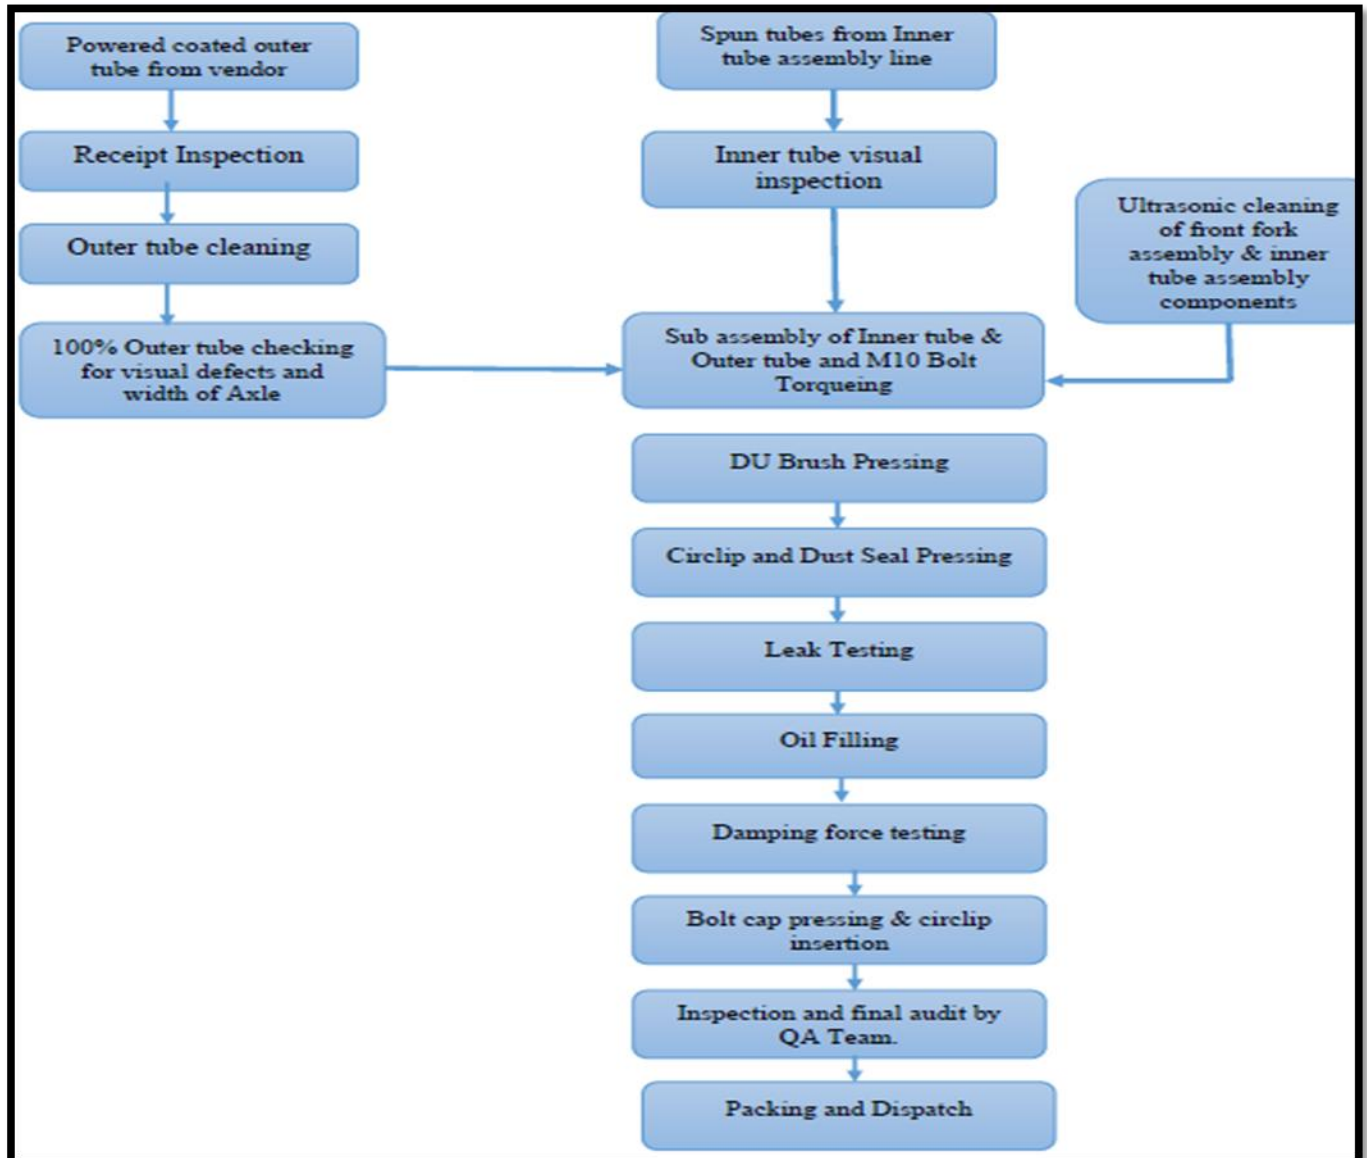 Powered coated outer
tube from vendor
Receipt Inspection
Outer tube cleaning
100% Outer tube checking
for visual defects and
width of Axle
Spun tubes from Inner
tube assembly line
Inner tube visual
inspection
Ultrasonic cleaning
of front fork
assembly & inner
tube assembly
components
Sub assembly of Inner tube &
Outer tube and M10 Bolt
Torqueing
DU Brush Pressing
Circlip and Dust Seal Pressing
Leak Testing
Oil Filling
Damping force testing
Bolt cap pressing & circlip
insertion
Inspection and final audit by
QA Team.
Packing and Dispatch